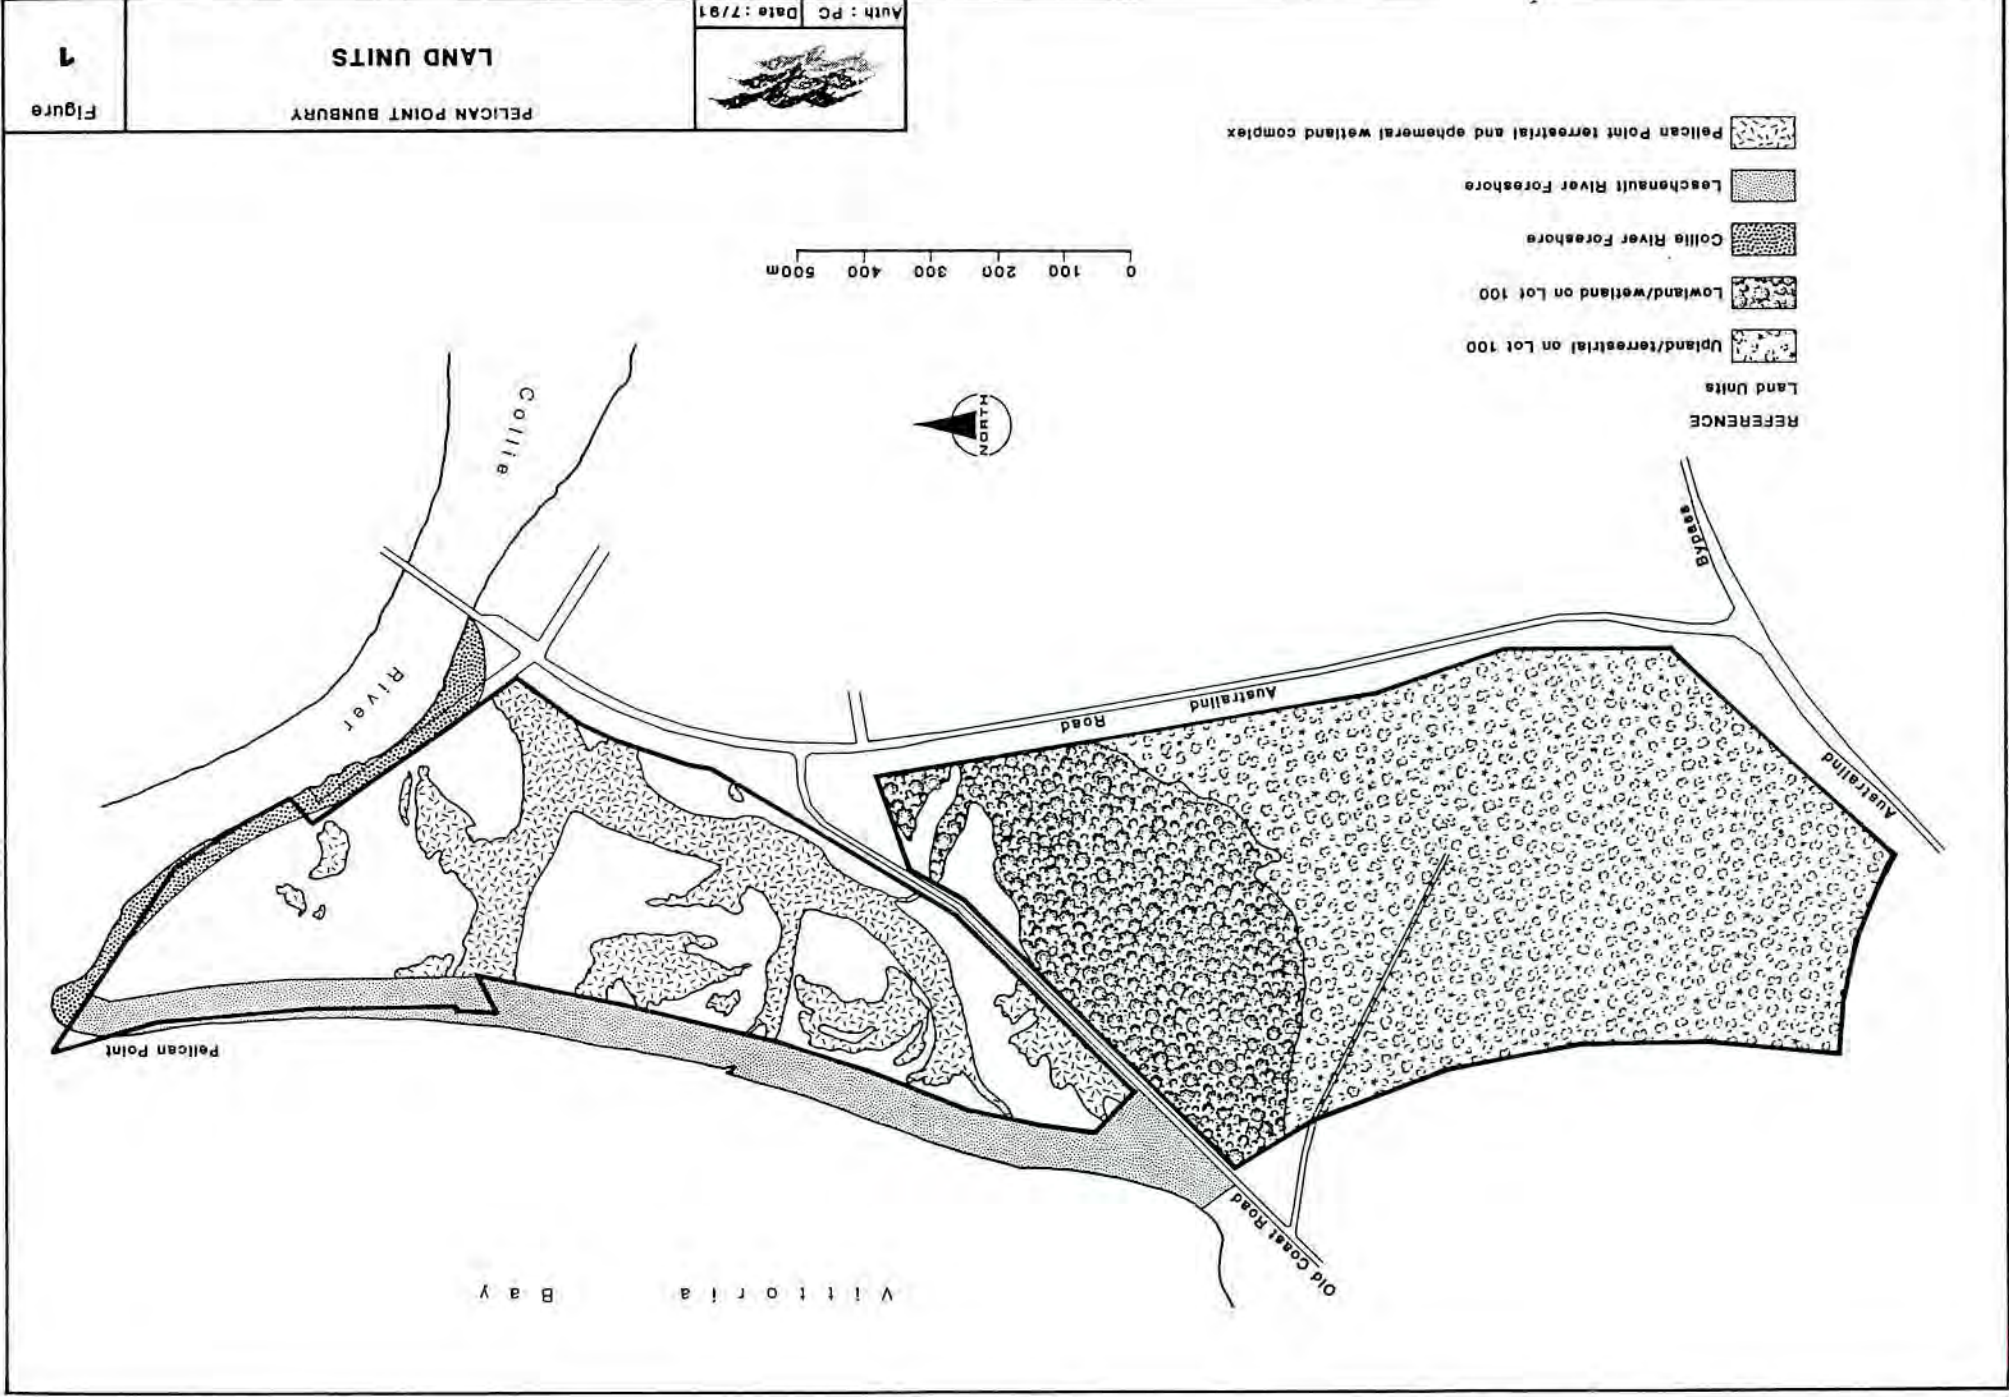 Vittoria Bay
Old Coast Road
Pelican Point
River
Collie
Australind Road
Australind
Bypass
NORTH
0 100 200 300 400 500m
REFERENCE
Land Units
Upland/terrestrial on Lot 100
Lowland/wetland on Lot 100
Collie River Foreshore
Leschenault River Foreshore
Pelican Point terrestrial and ephemeral wetland complex
Auth : PC Date : 7/91
PELICAN POINT BUNBURY
LAND UNITS
Figure
1